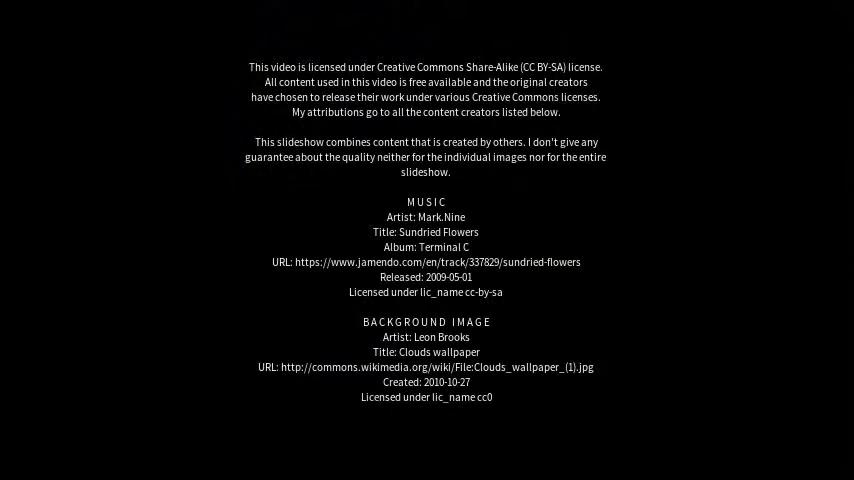 This video is licensed under Creative Commons Share-Alike (CC BY-SA) license.
All content used in this video is free available and the original creators
have chosen to release their work under various Creative Commons licenses.
My attributions go to all the content creators listed below.
This slideshow combines content that is created by others. I don't give any
guarantee about the quality neither for the individual images nor for the entire
slideshow.
MUSIC
Artist: Mark.Nine
Title: Sundried Flowers
Album: Terminal C
URL: https://www.jamendo.com/en/track/337829/sundried-flowers
Released: 2009-05-01
Licensed under lic_name cc-by-sa
BACKGROUND IMAGE
Artist: Leon Brooks
Title: Clouds wallpaper
URL: http://commons.wikimedia.org/wiki/File:Clouds_wallpaper_(1).jpg
Created: 2010-10-27
Licensed under lic_name cc0